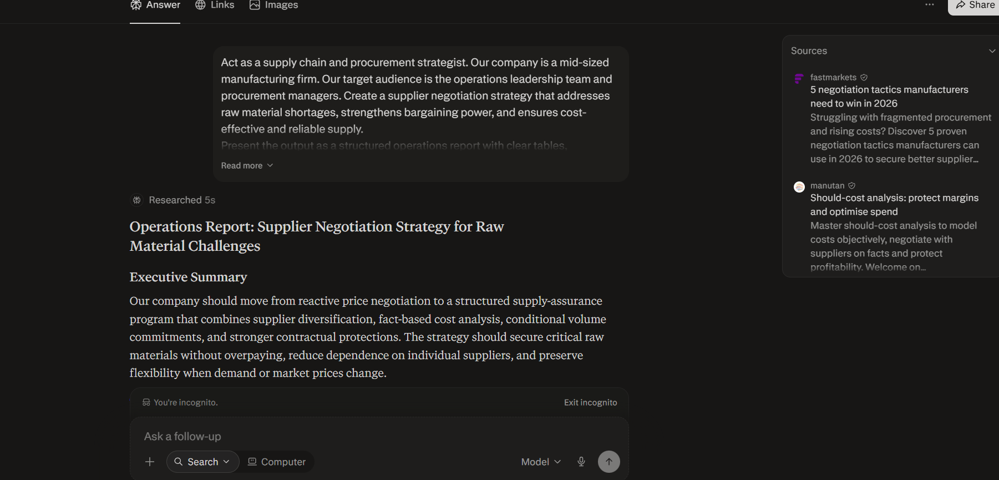 Answer
Links
Images
Share
Act as a supply chain and procurement strategist. Our company is a mid-sized
manufacturing firm. Our target audience is the operations leadership team and
procurement managers. Create a supplier negotiation strategy that addresses
raw material shortages, strengthens bargaining power, and ensures cost-
effective and reliable supply.
Present the output as a structured operations report with clear tables,
Read more
Researched 5s
Operations Report: Supplier Negotiation Strategy for Raw
Material Challenges
Executive Summary
Our company should move from reactive price negotiation to a structured supply-assurance
program that combines supplier diversification, fact-based cost analysis, conditional volume
commitments, and stronger contractual protections. The strategy should secure critical raw
materials without overpaying, reduce dependence on individual suppliers, and preserve
flexibility when demand or market prices change.
You're incognito.
Exit incognito
Ask a follow-up
Search
Computer
Model
Sources
fastmarkets
5 negotiation tactics manufacturers
need to win in 2026
Struggling with fragmented procurement
and rising costs? Discover 5 proven
negotiation tactics manufacturers can
use in 2026 to secure better supplier...
manutan
Should-cost analysis: protect margins
and optimise spend
Master should-cost analysis to model
costs objectively, negotiate with
suppliers on facts and protect
profitability. Welcome on...